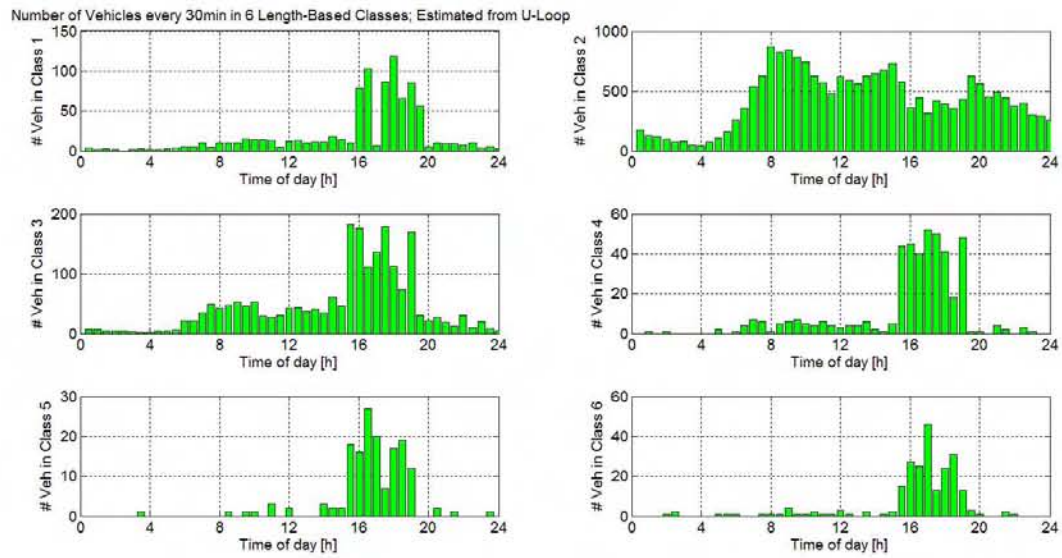 Number of Vehicles every 30min in 6 Length-Based Classes; Estimated from U-Loop
# Veh in Class 1
150
100
50
0
0 4 8 12 16 20 24
Time of day [h]
# Veh in Class 2
1000
500
0
0 4 8 12 16 20 24
Time of day [h]
# Veh in Class 3
200
100
0
0 4 8 12 16 20 24
Time of day [h]
# Veh in Class 4
60
40
20
0
0 4 8 12 16 20 24
Time of day [h]
# Veh in Class 5
30
20
10
0
0 4 8 12 16 20 24
Time of day [h]
# Veh in Class 6
60
40
20
0
0 4 8 12 16 20 24
Time of day [h]